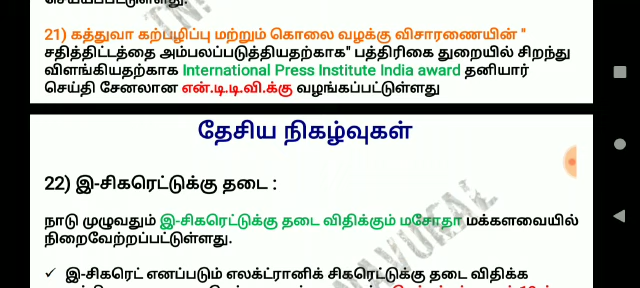 21) கத்துவா கற்பழிப்பு மற்றும் கொலை வழக்கு விசாரணையின் "
சதித்திட்டத்தை அம்பலப்படுத்தியதற்காக" பத்திரிகை துறையில் சிறந்து
விளங்கியதற்காக International Press Institute India award தனியார்
செய்தி சேனலான என்.டி.டி.வி.க்கு வழங்கப்பட்டுள்ளது
தேசிய நிகழ்வுகள்
22) இ-சிகரெட்டுக்கு தடை :
நாடு முழுவதும் இ-சிகரெட்டுக்கு தடை விதிக்கும் மசோதா மக்களவையில்
நிறைவேற்றப்பட்டுள்ளது.
✓ இ-சிகரெட் எனப்படும் எலக்ட்ரானிக் சிகரெட்டுக்கு தடை விதிக்க